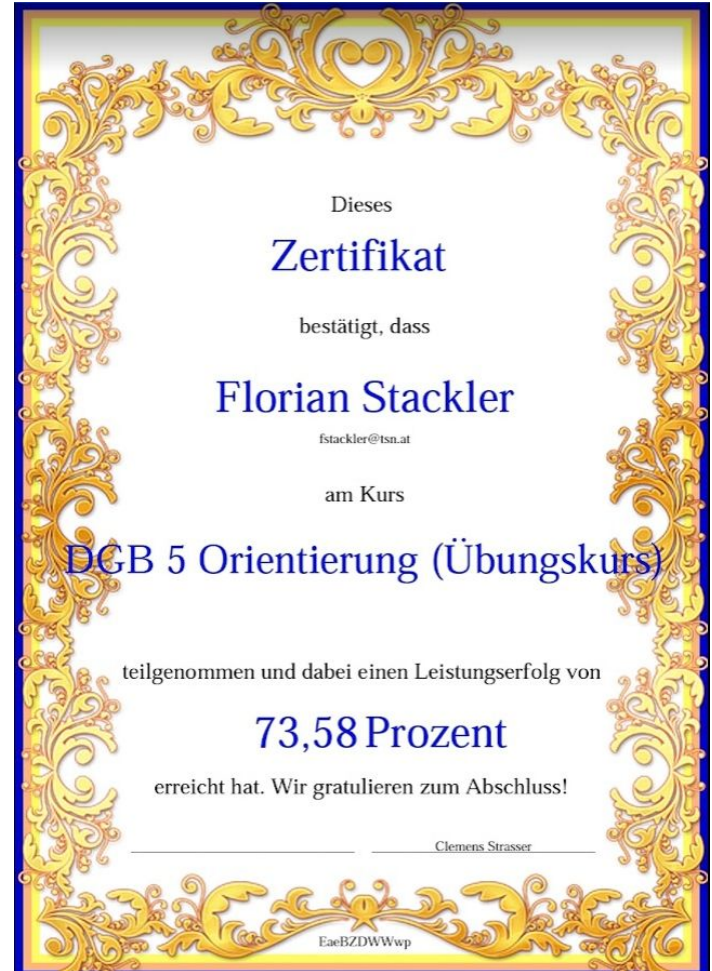 Dieses
Zertifikat
bestätigt, dass
Florian Stackler
fstackler@tsn.at
am Kurs
DGB 5 Orientierung (Übungskurs)
teilgenommen und dabei einen Leistungserfolg von
73,58 Prozent
erreicht hat. Wir gratulieren zum Abschluss!
Clemens Strasser
EaeBZDWWwp